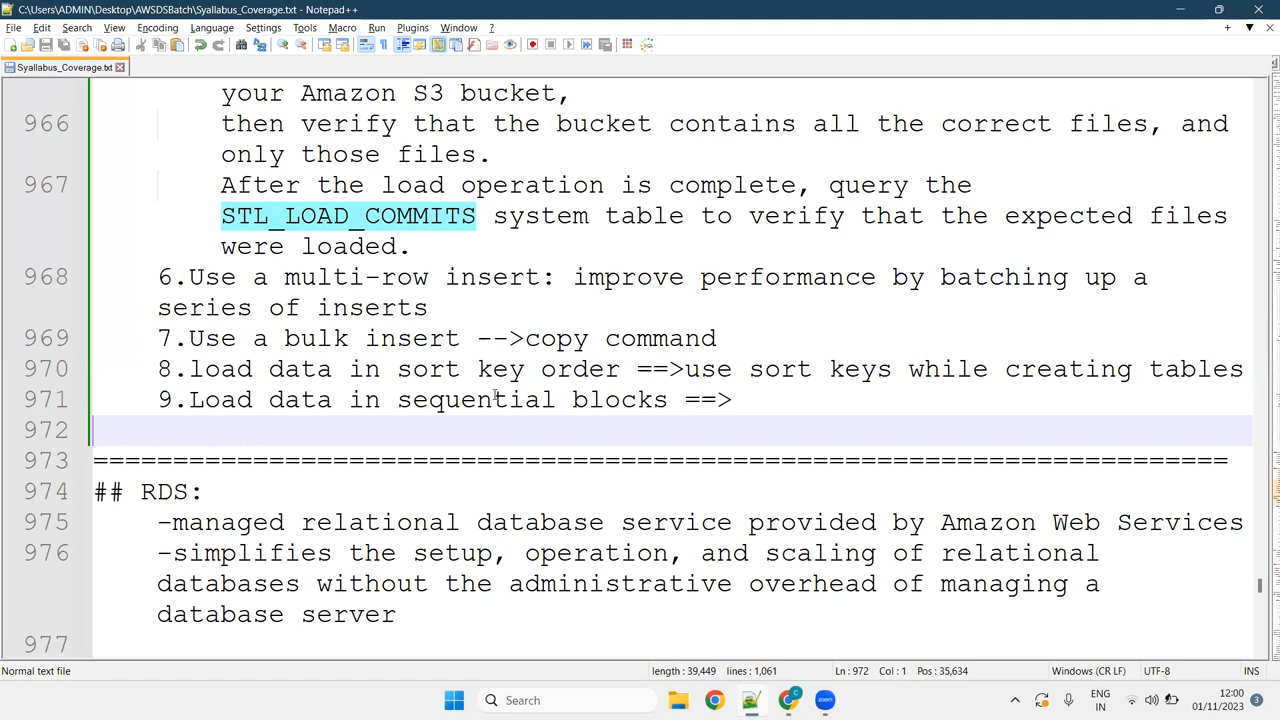 C:\Users\ADMIN\Desktop\AWSDSBatch\Syallabus_Coverage.txt - Notepad++
File Edit Search View Encoding Language Settings Tools Macro Run Plugins Window ?
Syallabus_Coverage.txt
your Amazon S3 bucket,
966 then verify that the bucket contains all the correct files, and
only those files.
967 After the load operation is complete, query the
STL_LOAD_COMMITS system table to verify that the expected files
were loaded.
968 6.Use a multi-row insert: improve performance by batching up a
series of inserts
969 7.Use a bulk insert -->copy command
970 8.load data in sort key order ==>use sort keys while creating tables
971 9.Load data in sequential blocks ==>
972
973 =======================================================================
974 ## RDS:
975 -managed relational database service provided by Amazon Web Services
976 -simplifies the setup, operation, and scaling of relational
databases without the administrative overhead of managing a
database server
977
Normal text file length : 39,449 lines : 1,061 Ln : 972 Col : 1 Pos : 35,634 Windows (CR LF) UTF-8 INS
Search zoom ENG 12:00
IN 01/11/2023 3